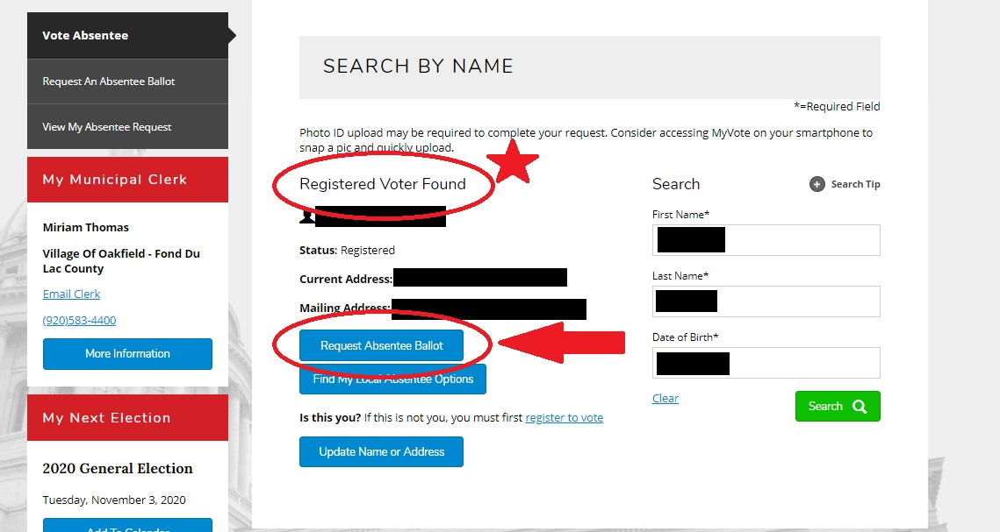 Vote Absentee
Request An Absentee Ballot
View My Absentee Request
My Municipal Clerk
Miriam Thomas
Village Of Oakfield - Fond Du
Lac County
Email Clerk
(920)583-4400
More Information
My Next Election
2020 General Election
Tuesday, November 3, 2020
Add To Calendar
SEARCH BY NAME
*=Required Field
Photo ID upload may be required to complete your request. Consider accessing MyVote on your smartphone to
snap a pic and quickly upload.
Registered Voter Found
Status: Registered
Current Address:
Mailing Address:
Request Absentee Ballot
Find My Local Absentee Options
Is this you? If this is not you, you must first register to vote
Update Name or Address
Search
Search Tip
First Name*
Last Name*
Date of Birth*
Clear
Search